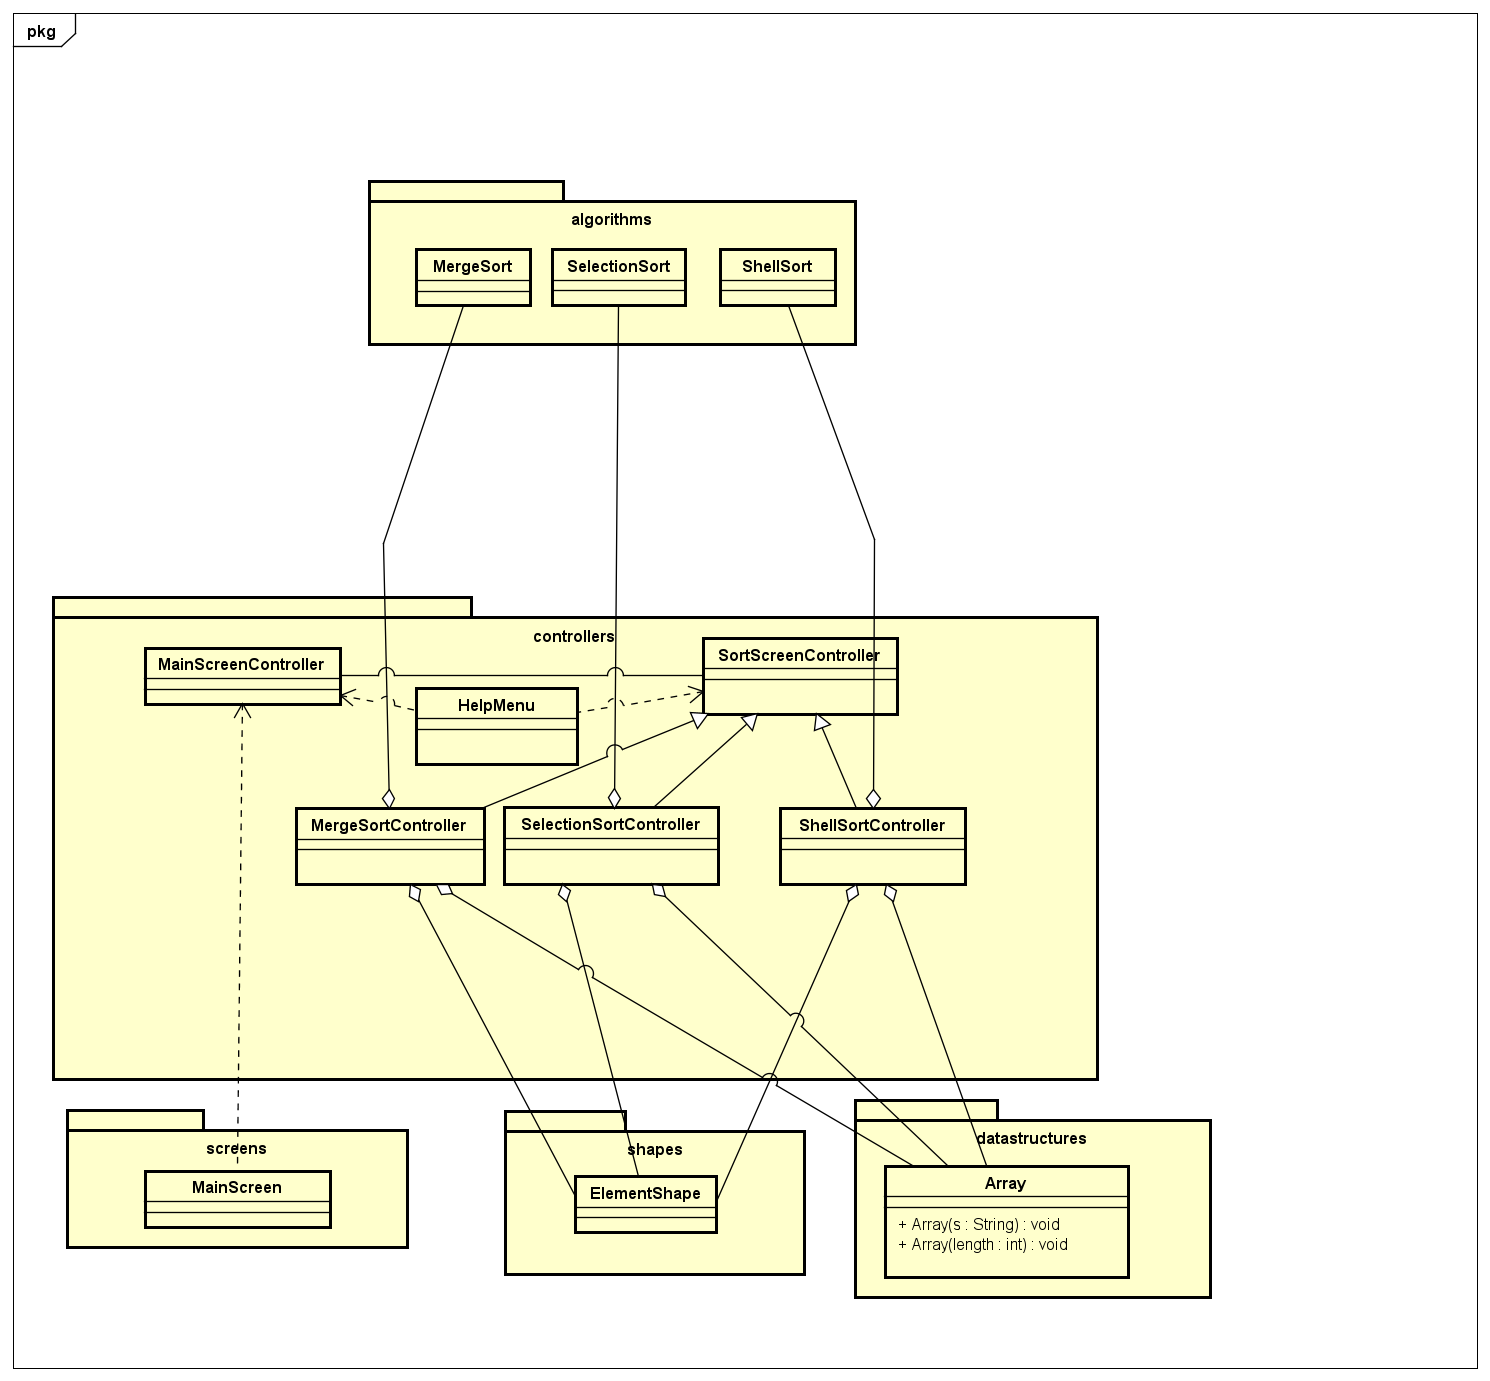 pkg
algorithms
MergeSort
SelectionSort
ShellSort
controllers
MainScreenController
SortScreenController
HelpMenu
MergeSortController
SelectionSortController
ShellSortController
screens
MainScreen
shapes
ElementShape
datastructures
Array
+ Array(s : String) : void
+ Array(length : int) : void